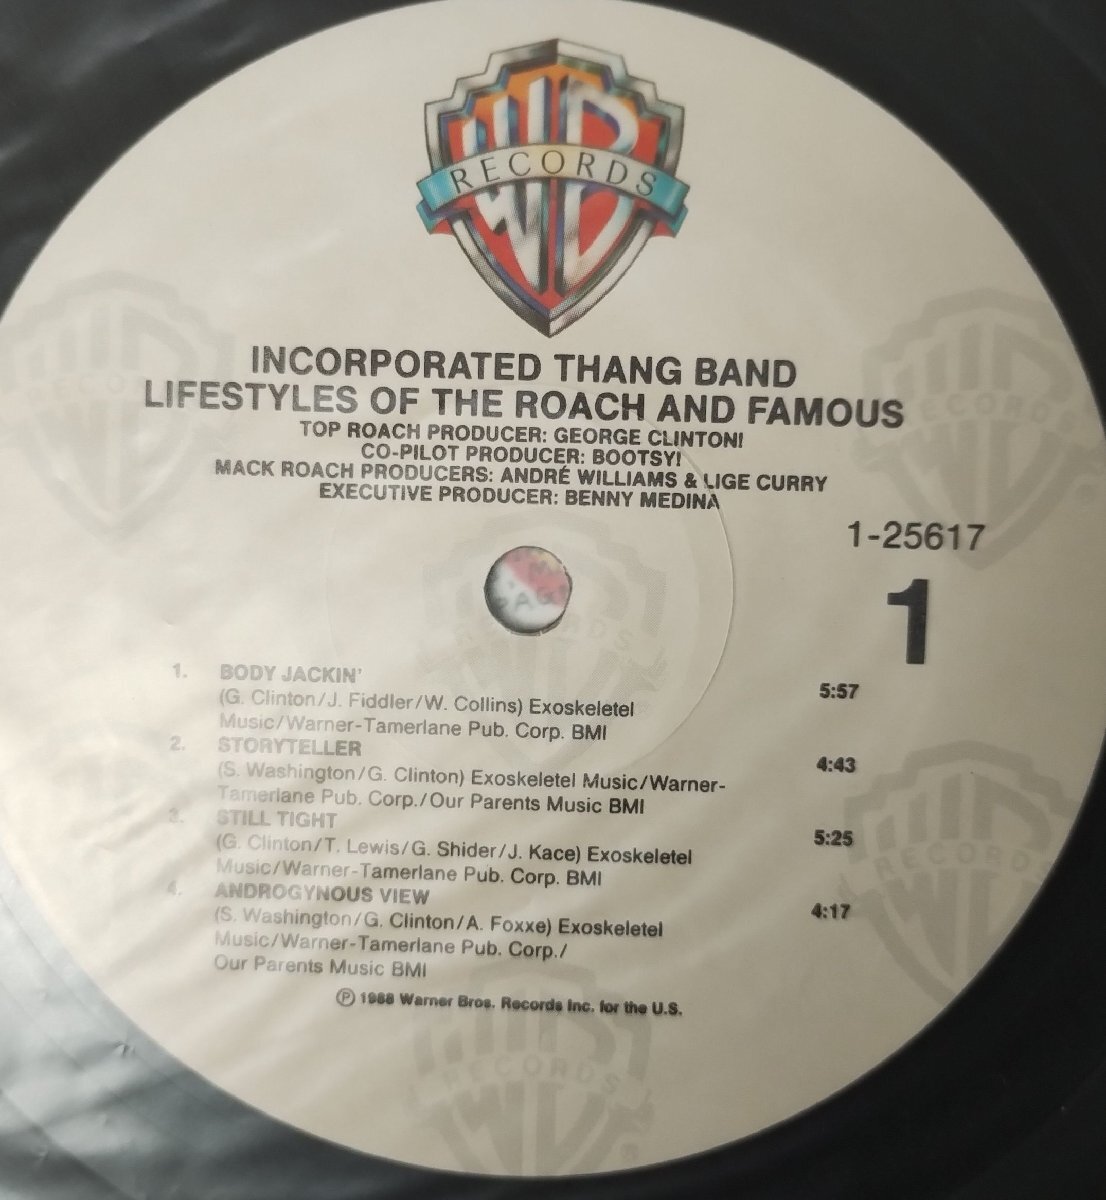 WB
RECORDS
INCORPORATED THANG BAND
LIFESTYLES OF THE ROACH AND FAMOUS
TOP ROACH PRODUCER: GEORGE CLINTON!
CO-PILOT PRODUCER: BOOTSY!
MACK ROACH PRODUCERS: ANDRÉ WILLIAMS & LIGE CURRY
EXECUTIVE PRODUCER: BENNY MEDINA
1-25617
1
1. BODY JACKIN' 5:57
(G. Clinton/J. Fiddler/W. Collins) Exoskeletel
Music/Warner-Tamerlane Pub. Corp. BMI
2. STORYTELLER 4:43
(S. Washington/G. Clinton) Exoskeletel Music/Warner-
Tamerlane Pub. Corp./Our Parents Music BMI
3. STILL TIGHT 5:25
(G. Clinton/T. Lewis/G. Shider/J. Kace) Exoskeletel
Music/Warner-Tamerlane Pub. Corp. BMI
4. ANDROGYNOUS VIEW 4:17
(S. Washington/G. Clinton/A. Foxxe) Exoskeletel
Music/Warner-Tamerlane Pub. Corp./
Our Parents Music BMI
℗ 1988 Warner Bros. Records Inc. for the U.S.